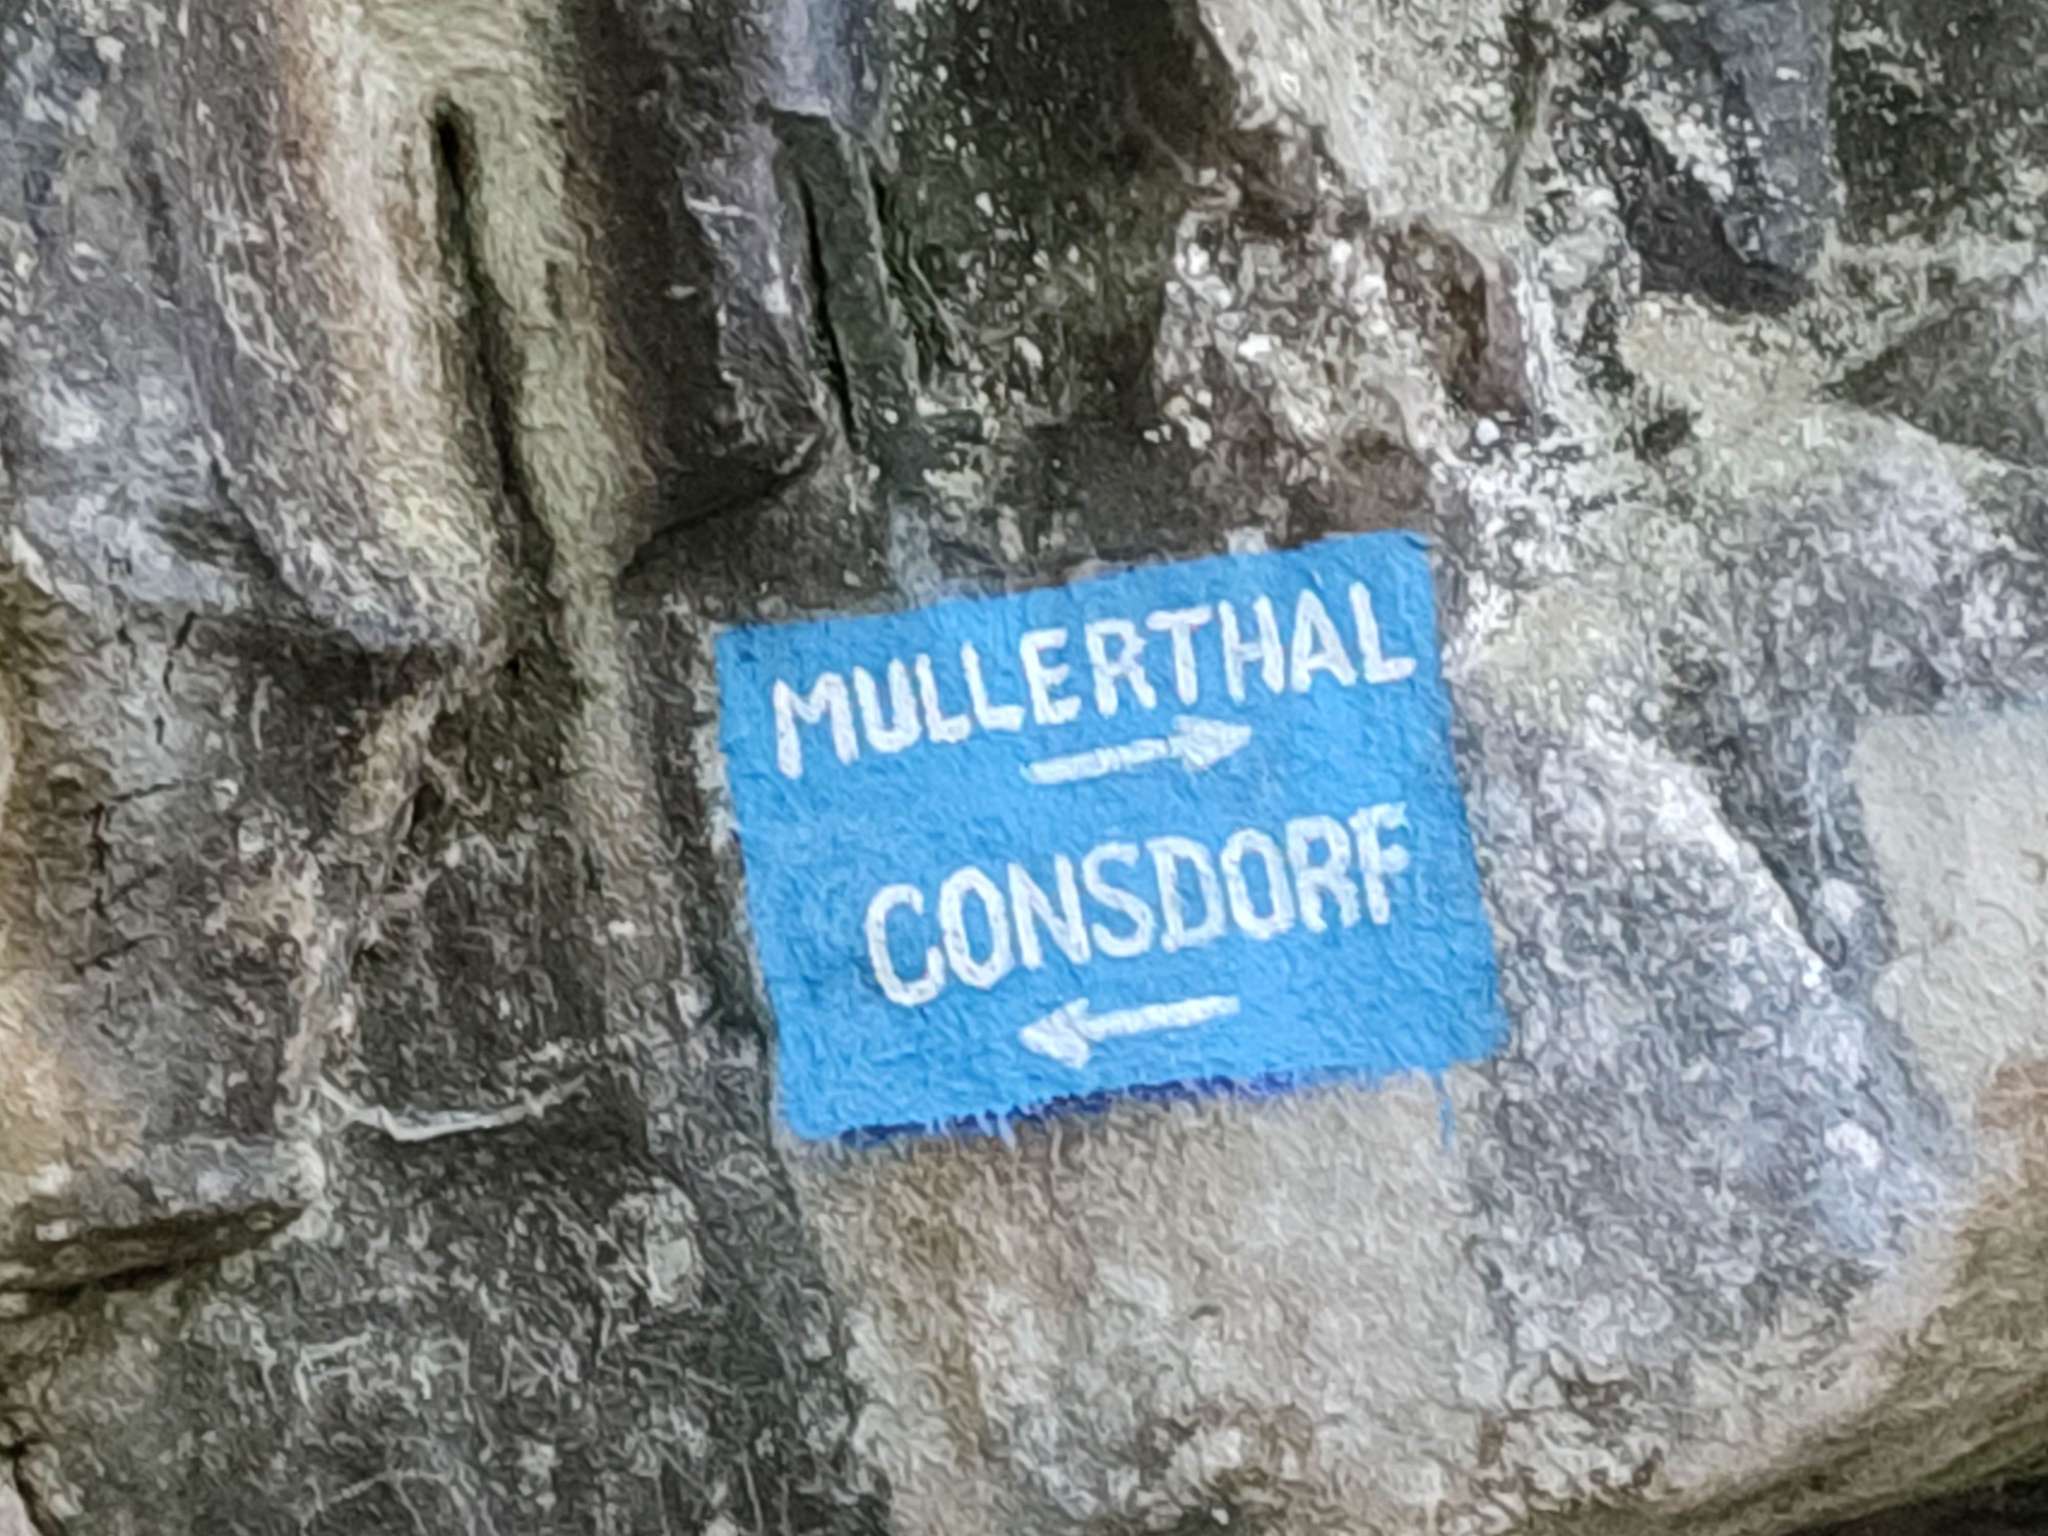 MULLERTHAL
→
CONSDORF
←